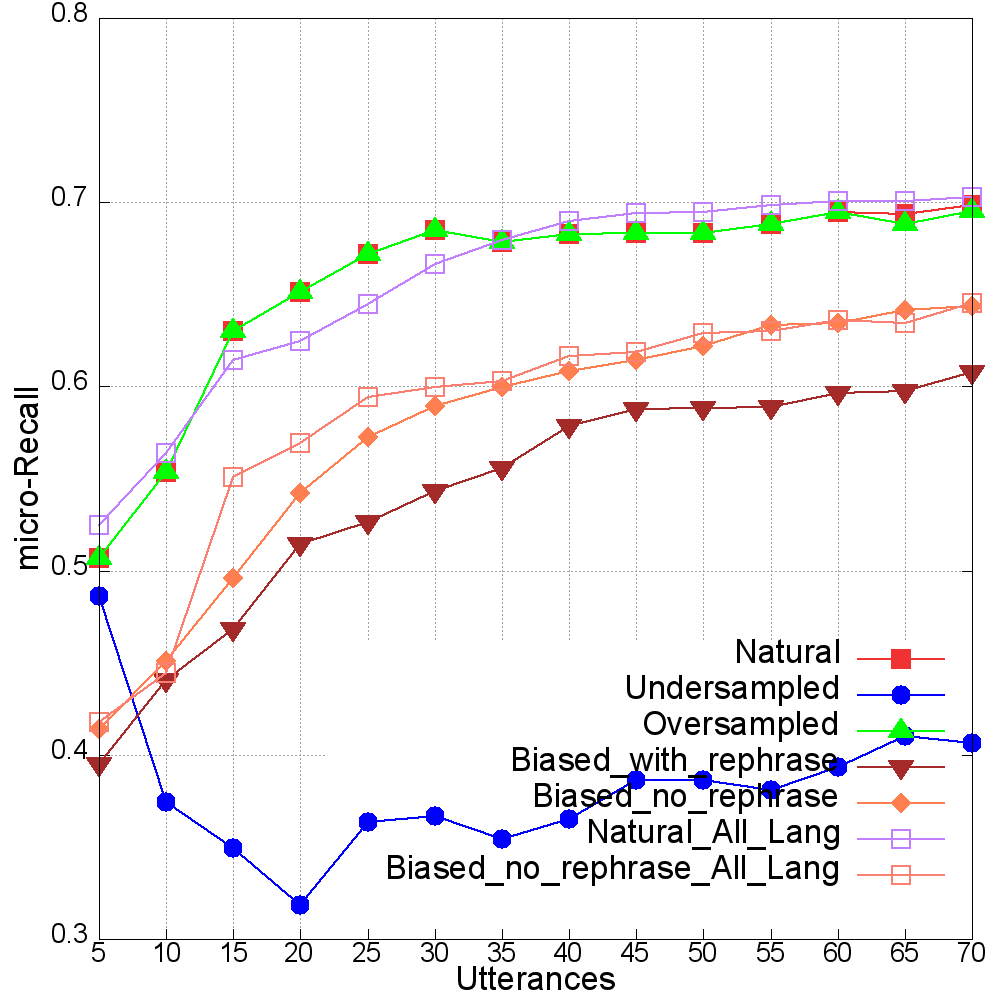 0.8
0.7
0.6
0.5
0.4
0.3
micro-Recall
Natural
Undersampled
Oversampled
Biased_with_rephrase
Biased_no_rephrase
Natural_All_Lang
Biased_no_rephrase_All_Lang
5 10 15 20 25 30 35 40 45 50 55 60 65 70
Utterances